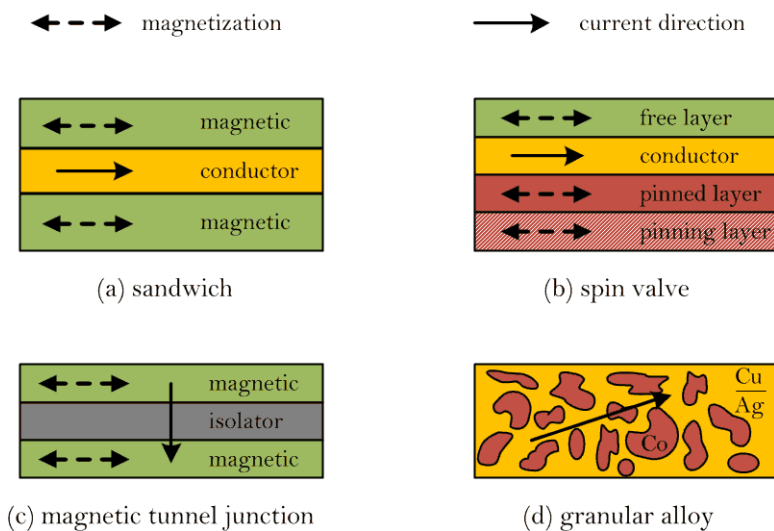 magnetization
current direction
magnetic
conductor
magnetic
(a) sandwich
free layer
conductor
pinned layer
pinning layer
(b) spin valve
magnetic
isolator
magnetic
(c) magnetic tunnel junction
Cu
Ag
Co
(d) granular alloy